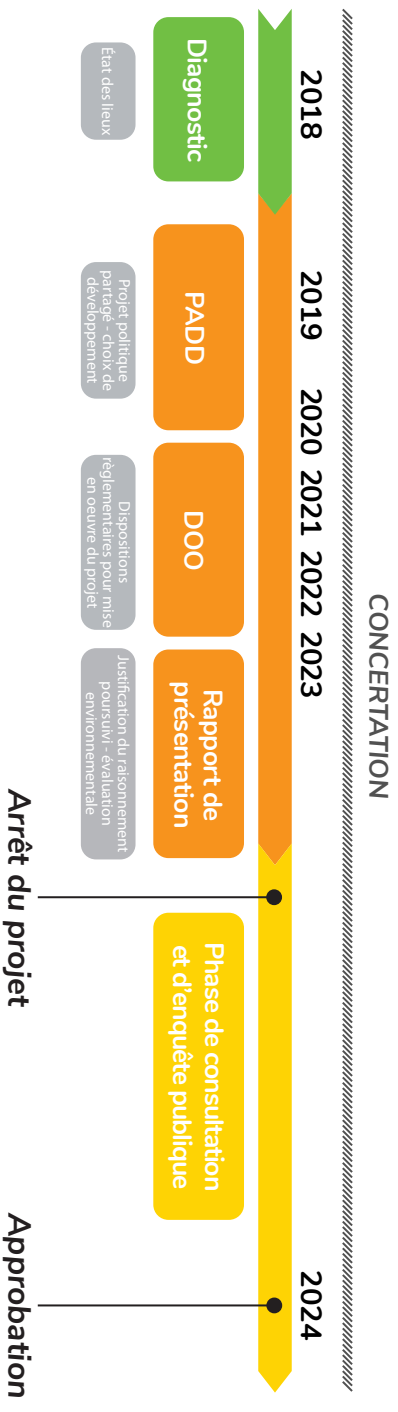 CONCERTATION
2018 2019 2020 2021 2022 2023 2024
Diagnostic
État des lieux
PADD
Projet politique
partagé - choix de
développement
DOO
Dispositions
règlementaires pour mise
en oeuvre du projet
Rapport de
présentation
Justification du raisonnement
poursuivi - évaluation
environnementale
Arrêt du projet
Phase de consultation
et d'enquête publique
Approbation